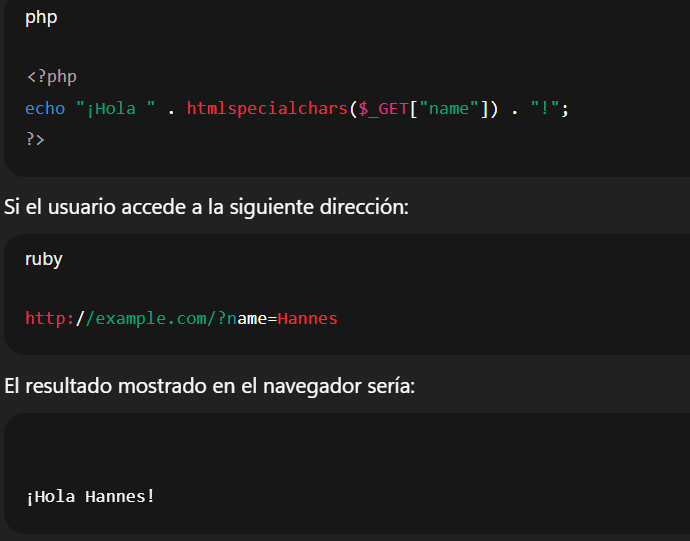 php
<?php
echo "¡Hola " . htmlspecialchars($_GET["name"]) . "!";
?>
Si el usuario accede a la siguiente dirección:
ruby
http://example.com/?name=Hannes
El resultado mostrado en el navegador sería:
¡Hola Hannes!